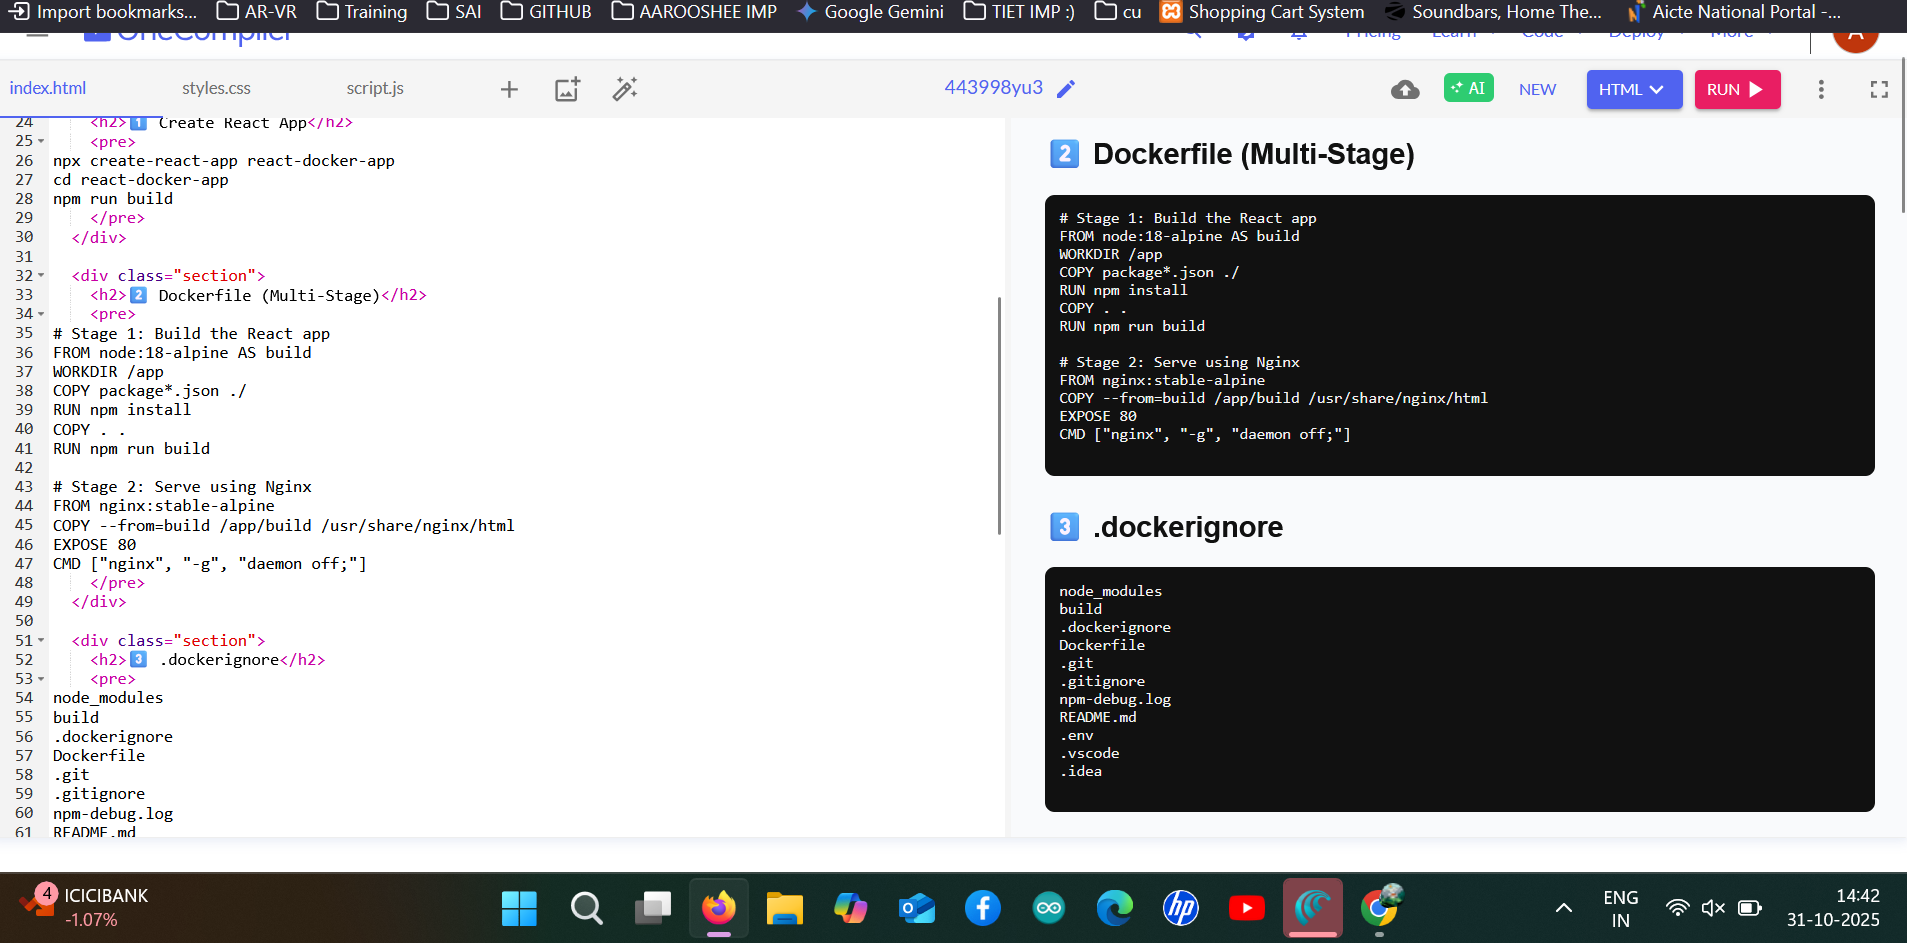 Import bookmarks... AR-VR Training SAI GITHUB AAROOSHEE IMP Google Gemini TIET IMP :) cu Shopping Cart System Soundbars, Home The... Aicte National Portal -...
OneCompiler Pricing Learn Code Deploy More A
index.html styles.css script.js 443998yu3 AI NEW HTML RUN
24 <h2>1️⃣ Create React App</h2>
25 <pre>
26 npx create-react-app react-docker-app
27 cd react-docker-app
28 npm run build
29 </pre>
30 </div>
31
32 <div class="section">
33 <h2>2️⃣ Dockerfile (Multi-Stage)</h2>
34 <pre>
35 # Stage 1: Build the React app
36 FROM node:18-alpine AS build
37 WORKDIR /app
38 COPY package*.json ./
39 RUN npm install
40 COPY . .
41 RUN npm run build
42
43 # Stage 2: Serve using Nginx
44 FROM nginx:stable-alpine
45 COPY --from=build /app/build /usr/share/nginx/html
46 EXPOSE 80
47 CMD ["nginx", "-g", "daemon off;"]
48 </pre>
49 </div>
50
51 <div class="section">
52 <h2>3️⃣ .dockerignore</h2>
53 <pre>
54 node_modules
55 build
56 .dockerignore
57 Dockerfile
58 .git
59 .gitignore
60 npm-debug.log
61 README.md
2️⃣ Dockerfile (Multi-Stage)
# Stage 1: Build the React app
FROM node:18-alpine AS build
WORKDIR /app
COPY package*.json ./
RUN npm install
COPY . .
RUN npm run build
# Stage 2: Serve using Nginx
FROM nginx:stable-alpine
COPY --from=build /app/build /usr/share/nginx/html
EXPOSE 80
CMD ["nginx", "-g", "daemon off;"]
3️⃣ .dockerignore
node_modules
build
.dockerignore
Dockerfile
.git
.gitignore
npm-debug.log
README.md
.env
.vscode
.idea
4 ICICIBANK
-1.07%
hp
ENG
IN
14:42
31-10-2025